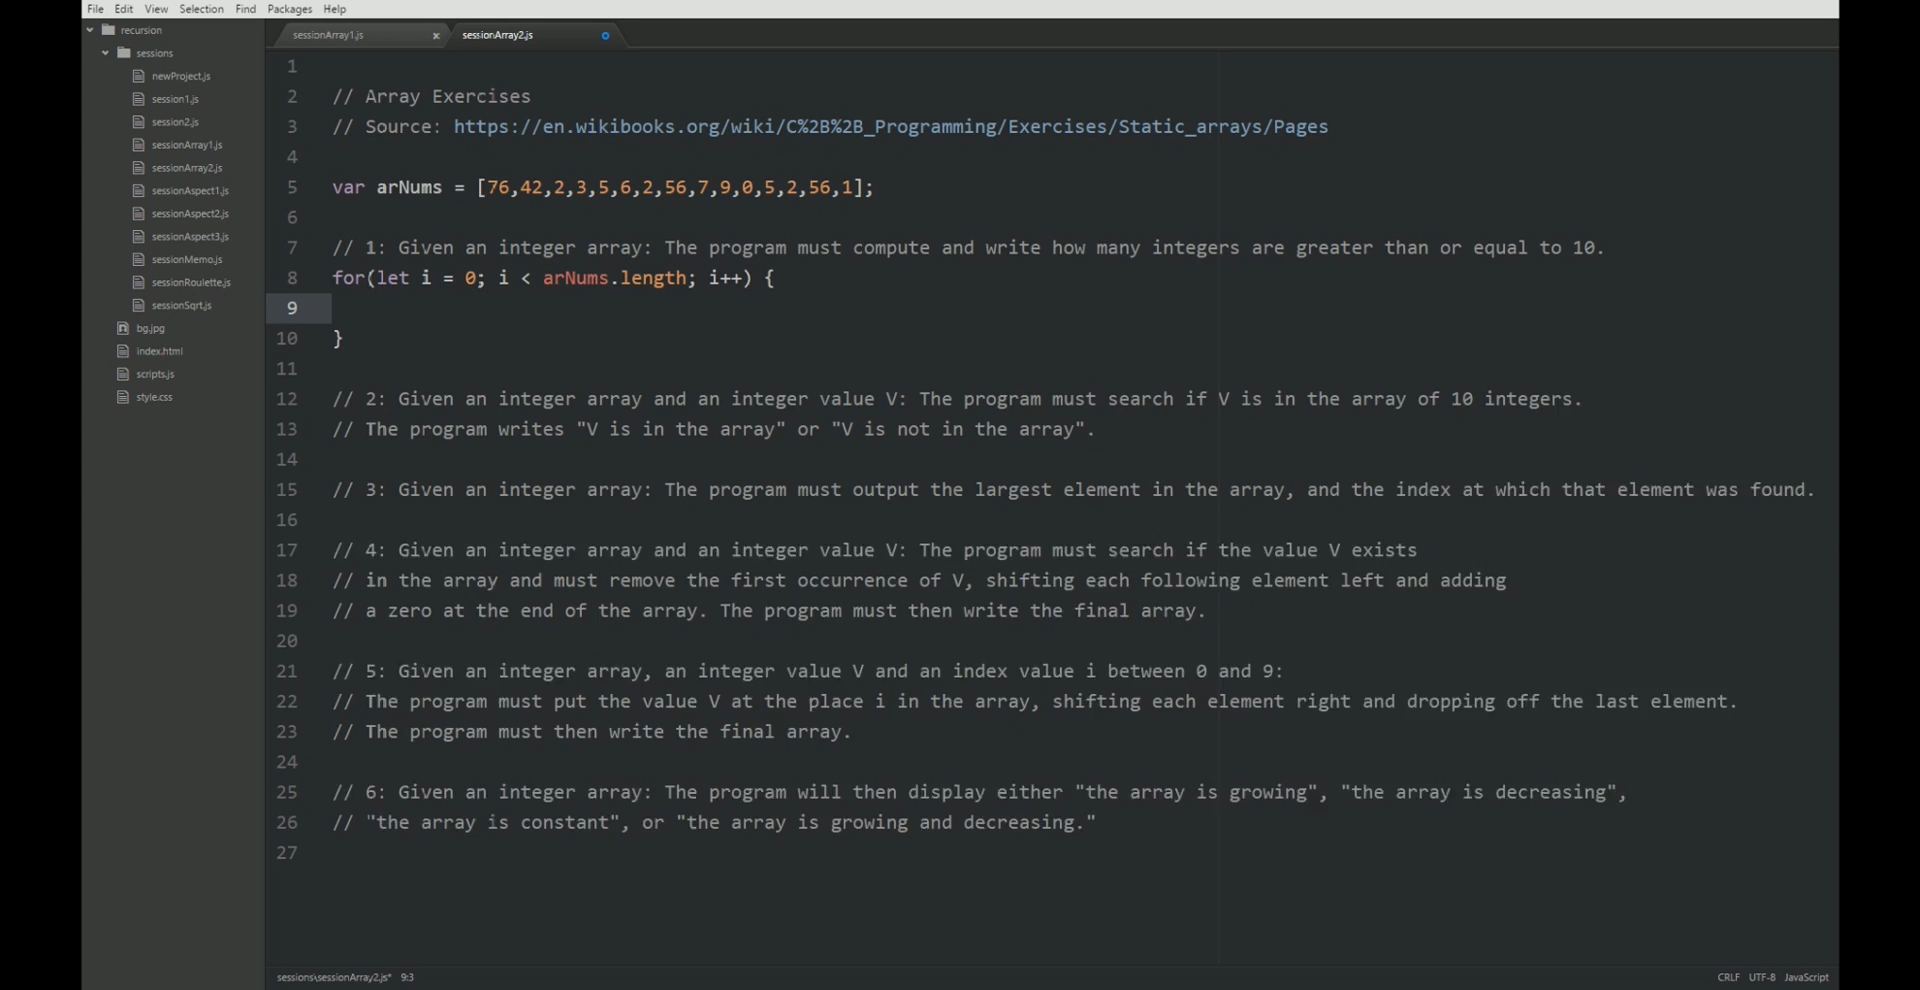 File Edit View Selection Find Packages Help
recursion
sessions
newProject.js
session1.js
session2.js
sessionArray1.js
sessionArray2.js
sessionAspect1.js
sessionAspect2.js
sessionAspect3.js
sessionMemo.js
sessionRoulette.js
sessionSqrt.js
bg.jpg
index.html
scripts.js
style.css
sessionArray1.js × sessionArray2.js
1
2 // Array Exercises
3 // Source: https://en.wikibooks.org/wiki/C%2B%2B_Programming/Exercises/Static_arrays/Pages
4
5 var arNums = [76,42,2,3,5,6,2,56,7,9,0,5,2,56,1];
6
7 // 1: Given an integer array: The program must compute and write how many integers are greater than or equal to 10.
8 for(let i = 0; i < arNums.length; i++) {
9
10 }
11
12 // 2: Given an integer array and an integer value V: The program must search if V is in the array of 10 integers.
13 // The program writes "V is in the array" or "V is not in the array".
14
15 // 3: Given an integer array: The program must output the largest element in the array, and the index at which that element was found.
16
17 // 4: Given an integer array and an integer value V: The program must search if the value V exists
18 // in the array and must remove the first occurrence of V, shifting each following element left and adding
19 // a zero at the end of the array. The program must then write the final array.
20
21 // 5: Given an integer array, an integer value V and an index value i between 0 and 9:
22 // The program must put the value V at the place i in the array, shifting each element right and dropping off the last element.
23 // The program must then write the final array.
24
25 // 6: Given an integer array: The program will then display either "the array is growing", "the array is decreasing",
26 // "the array is constant", or "the array is growing and decreasing."
27
sessions\sessionArray2.js* 9:3 CRLF UTF-8 JavaScript